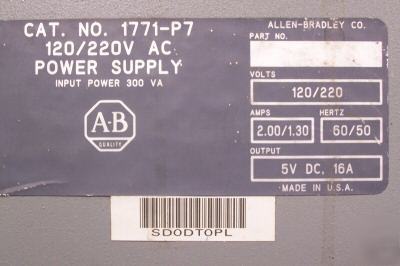 CAT. NO. 1771-P7
120/220V AC
POWER SUPPLY
INPUT POWER 300 VA
A-B
QUALITY
ALLEN-BRADLEY CO.
PART NO.
VOLTS
120/220
AMPS HERTZ
2.00/1.30 60/50
OUTPUT
5V DC, 16A
MADE IN U.S.A.
SD0DT0PL